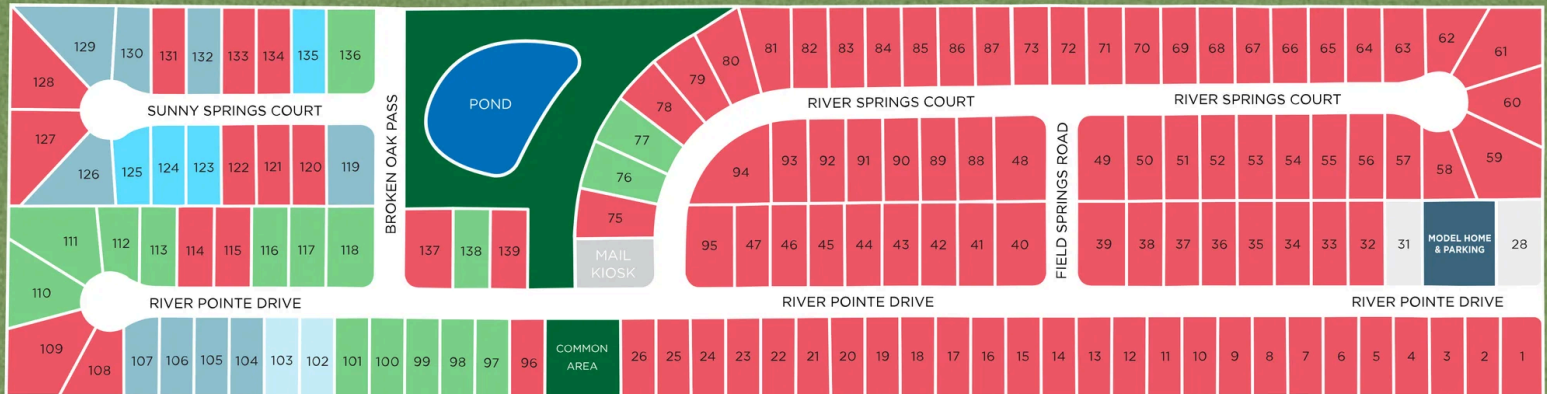 129 130 131 132 133 134 135 136
128
SUNNY SPRINGS COURT
127
126 125 124 123 122 121 120 119
BROKEN OAK PASS
POND
111 112 113 114 115 116 117 118
110
RIVER POINTE DRIVE
109 108 107 106 105 104 103 102 101 100 99 98 97 96
137 138 139
COMMON
AREA
MAIL
KIOSK
75
76
77
78
79
80
81 82 83 84 85 86 87 73 72 71 70 69 68 67 66 65 64 63 62 61
RIVER SPRINGS COURT
RIVER SPRINGS COURT
60
94 93 92 91 90 89 88 48
FIELD SPRINGS ROAD
49 50 51 52 53 54 55 56 57 58 59
95 47 46 45 44 43 42 41 40
39 38 37 36 35 34 33 32 31
MODEL HOME
& PARKING
28
RIVER POINTE DRIVE
RIVER POINTE DRIVE
26 25 24 23 22 21 20 19 18 17 16 15 14 13 12 11 10 9 8 7 6 5 4 3 2 1